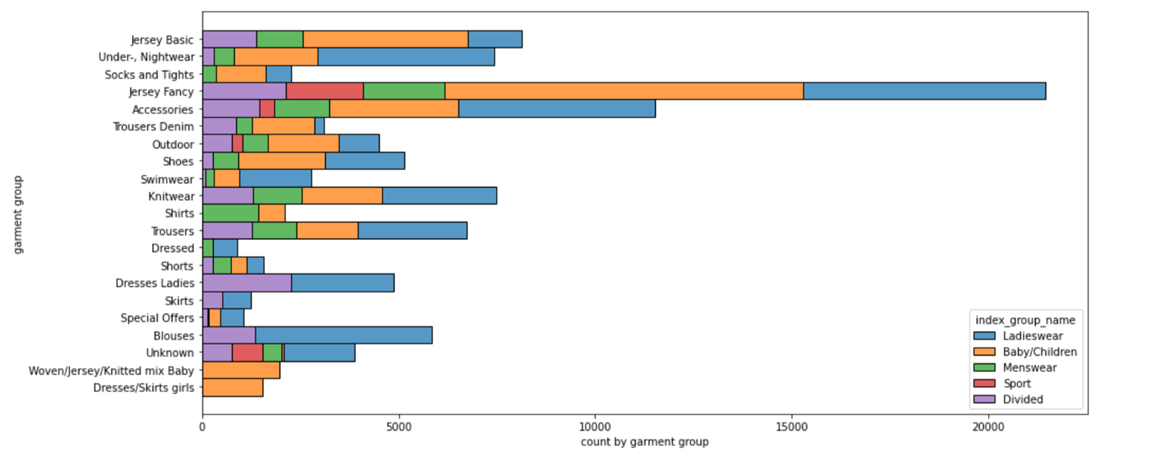 Jersey Basic
Under-, Nightwear
Socks and Tights
Jersey Fancy
Accessories
Trousers Denim
Outdoor
Shoes
Swimwear
Knitwear
Shirts
Trousers
Dressed
Shorts
Dresses Ladies
Skirts
Special Offers
Blouses
Unknown
Woven/Jersey/Knitted mix Baby
Dresses/Skirts girls
garment group
index_group_name
Ladieswear
Baby/Children
Menswear
Sport
Divided
0 5000 10000 15000 20000
count by garment group